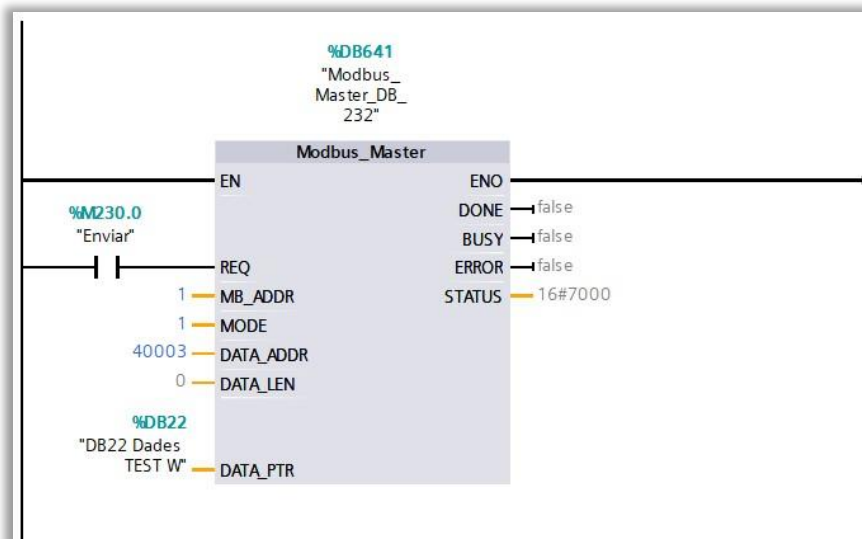 %DB641
"Modbus_
Master_DB_
232"
Modbus_Master
EN ENO
DONE false
%M230.0 BUSY false
"Enviar" ERROR false
REQ
1 MB_ADDR STATUS 16#7000
1 MODE
40003 DATA_ADDR
0 DATA_LEN
%DB22
"DB22 Dades
TEST W" DATA_PTR